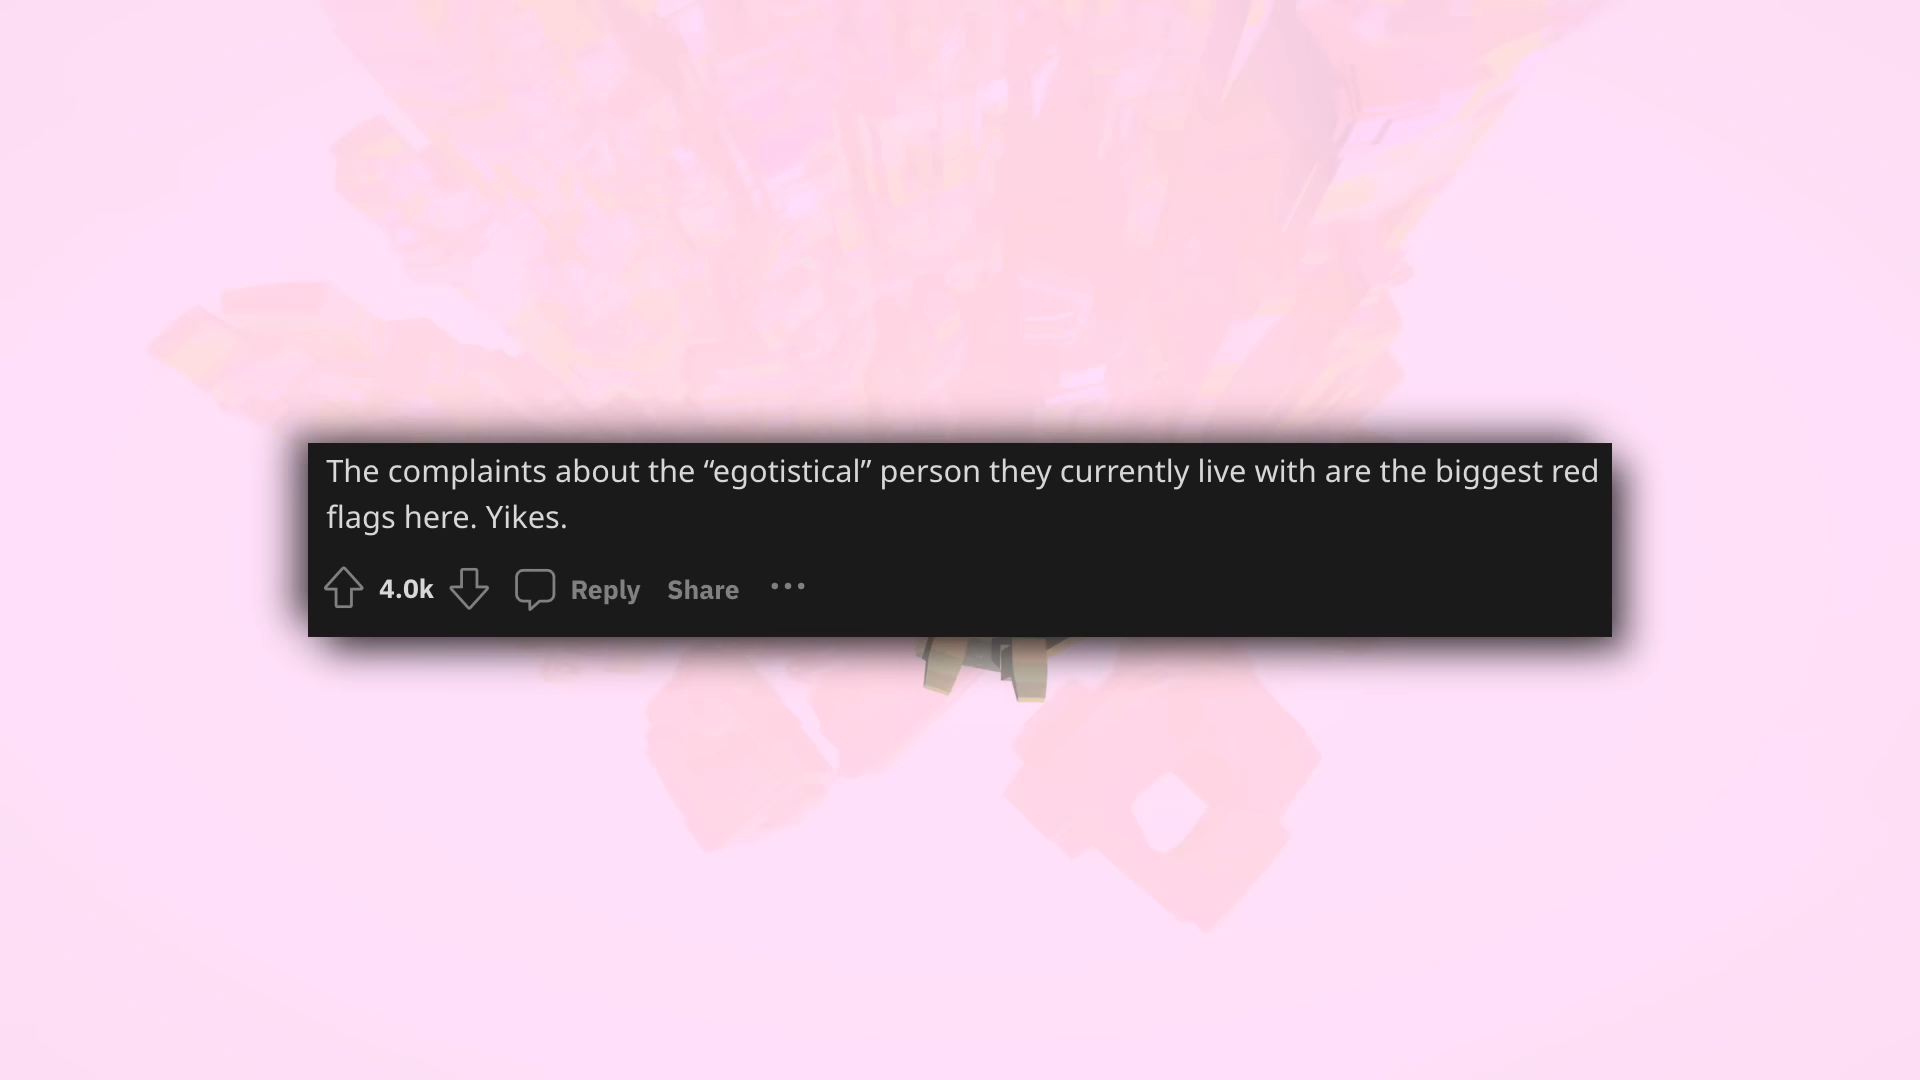 The complaints about the “egotistical” person they currently live with are the biggest red
flags here. Yikes.
4.0k Reply Share